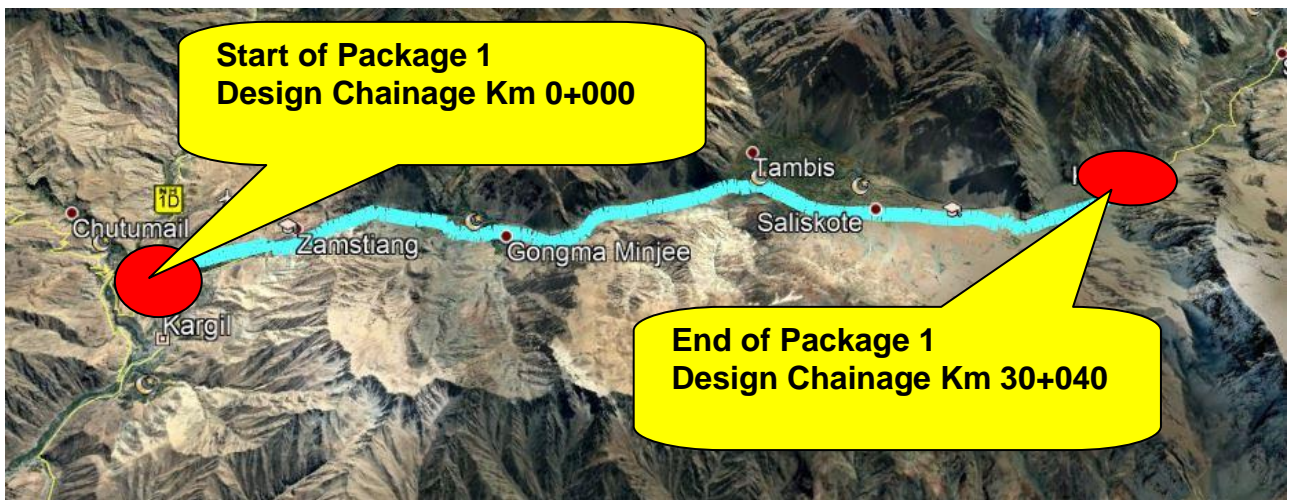 Start of Package 1
Design Chainage Km 0+000
Tambis
NH
1D
Chutumail
Saliskote
Zamstiang
Gongma Minjee
Kargil
End of Package 1
Design Chainage Km 30+040